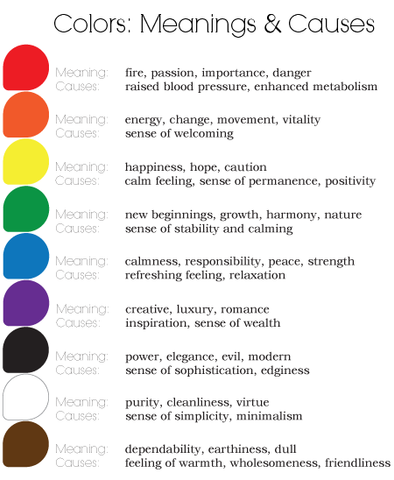 Colors: Meanings & Causes
Meaning: fire, passion, importance, danger
Causes: raised blood pressure, enhanced metabolism
Meaning: energy, change, movement, vitality
Causes: sense of welcoming
Meaning: happiness, hope, caution
Causes: calm feeling, sense of permanence, positivity
Meaning: new beginnings, growth, harmony, nature
Causes: sense of stability and calming
Meaning: calmness, responsibility, peace, strength
Causes: refreshing feeling, relaxation
Meaning: creative, luxury, romance
Causes: inspiration, sense of wealth
Meaning: power, elegance, evil, modern
Causes: sense of sophistication, edginess
Meaning: purity, cleanliness, virtue
Causes: sense of simplicity, minimalism
Meaning: dependability, earthiness, dull
Causes: feeling of warmth, wholesomeness, friendliness